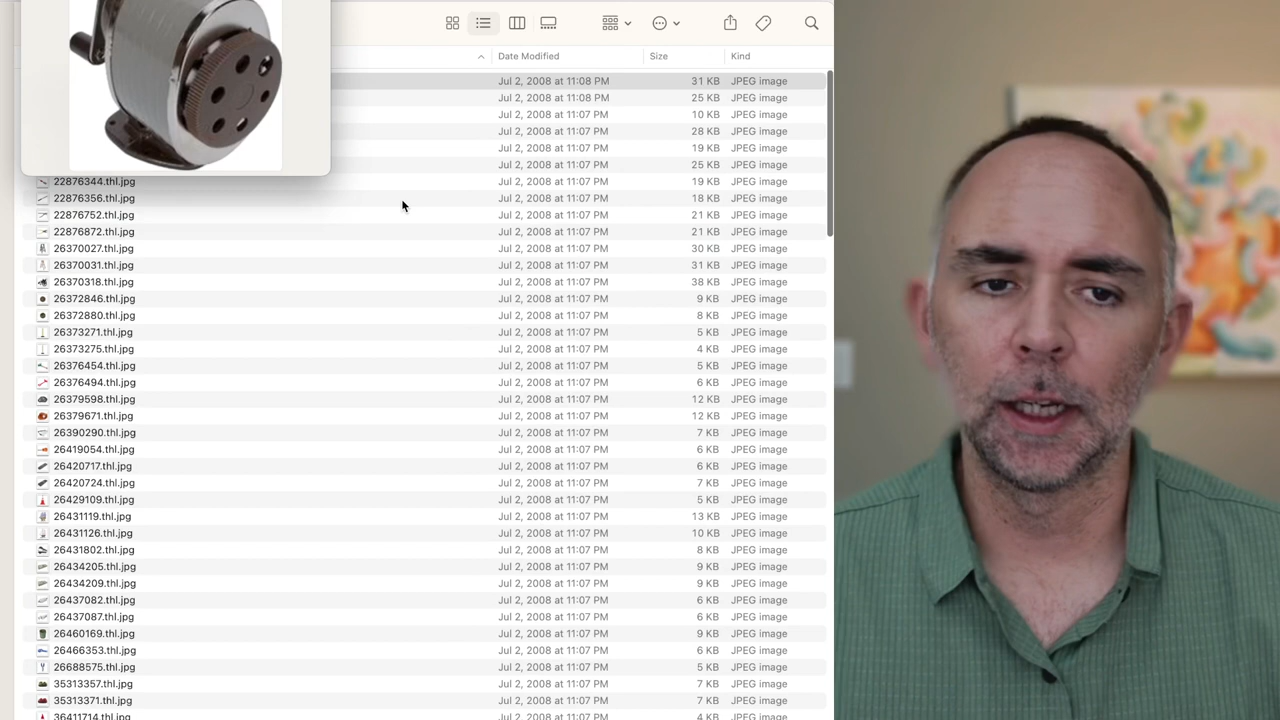 Date Modified Size Kind
Jul 2, 2008 at 11:08 PM 31 KB JPEG image
Jul 2, 2008 at 11:08 PM 25 KB JPEG image
Jul 2, 2008 at 11:07 PM 10 KB JPEG image
Jul 2, 2008 at 11:07 PM 28 KB JPEG image
Jul 2, 2008 at 11:07 PM 19 KB JPEG image
Jul 2, 2008 at 11:07 PM 25 KB JPEG image
22876344.thl.jpg Jul 2, 2008 at 11:07 PM 19 KB JPEG image
22876356.thl.jpg Jul 2, 2008 at 11:07 PM 18 KB JPEG image
22876752.thl.jpg Jul 2, 2008 at 11:07 PM 21 KB JPEG image
22876872.thl.jpg Jul 2, 2008 at 11:07 PM 21 KB JPEG image
26370027.thl.jpg Jul 2, 2008 at 11:07 PM 30 KB JPEG image
26370031.thl.jpg Jul 2, 2008 at 11:07 PM 31 KB JPEG image
26370318.thl.jpg Jul 2, 2008 at 11:07 PM 38 KB JPEG image
26372846.thl.jpg Jul 2, 2008 at 11:07 PM 9 KB JPEG image
26372880.thl.jpg Jul 2, 2008 at 11:07 PM 8 KB JPEG image
26373271.thl.jpg Jul 2, 2008 at 11:07 PM 5 KB JPEG image
26373275.thl.jpg Jul 2, 2008 at 11:07 PM 4 KB JPEG image
26376454.thl.jpg Jul 2, 2008 at 11:07 PM 5 KB JPEG image
26376494.thl.jpg Jul 2, 2008 at 11:07 PM 6 KB JPEG image
26379598.thl.jpg Jul 2, 2008 at 11:07 PM 12 KB JPEG image
26379671.thl.jpg Jul 2, 2008 at 11:07 PM 12 KB JPEG image
26390290.thl.jpg Jul 2, 2008 at 11:07 PM 7 KB JPEG image
26419054.thl.jpg Jul 2, 2008 at 11:07 PM 6 KB JPEG image
26420717.thl.jpg Jul 2, 2008 at 11:07 PM 6 KB JPEG image
26420724.thl.jpg Jul 2, 2008 at 11:07 PM 7 KB JPEG image
26429109.thl.jpg Jul 2, 2008 at 11:07 PM 5 KB JPEG image
26431119.thl.jpg Jul 2, 2008 at 11:07 PM 13 KB JPEG image
26431126.thl.jpg Jul 2, 2008 at 11:07 PM 10 KB JPEG image
26431802.thl.jpg Jul 2, 2008 at 11:07 PM 8 KB JPEG image
26434205.thl.jpg Jul 2, 2008 at 11:07 PM 9 KB JPEG image
26434209.thl.jpg Jul 2, 2008 at 11:07 PM 9 KB JPEG image
26437082.thl.jpg Jul 2, 2008 at 11:07 PM 6 KB JPEG image
26437087.thl.jpg Jul 2, 2008 at 11:07 PM 6 KB JPEG image
26460169.thl.jpg Jul 2, 2008 at 11:07 PM 9 KB JPEG image
26466353.thl.jpg Jul 2, 2008 at 11:07 PM 6 KB JPEG image
26688575.thl.jpg Jul 2, 2008 at 11:07 PM 5 KB JPEG image
35313357.thl.jpg Jul 2, 2008 at 11:07 PM 7 KB JPEG image
35313371.thl.jpg Jul 2, 2008 at 11:07 PM 7 KB JPEG image
36411714.thl.jpg Jul 2, 2008 at 11:07 PM 4 KB JPEG image